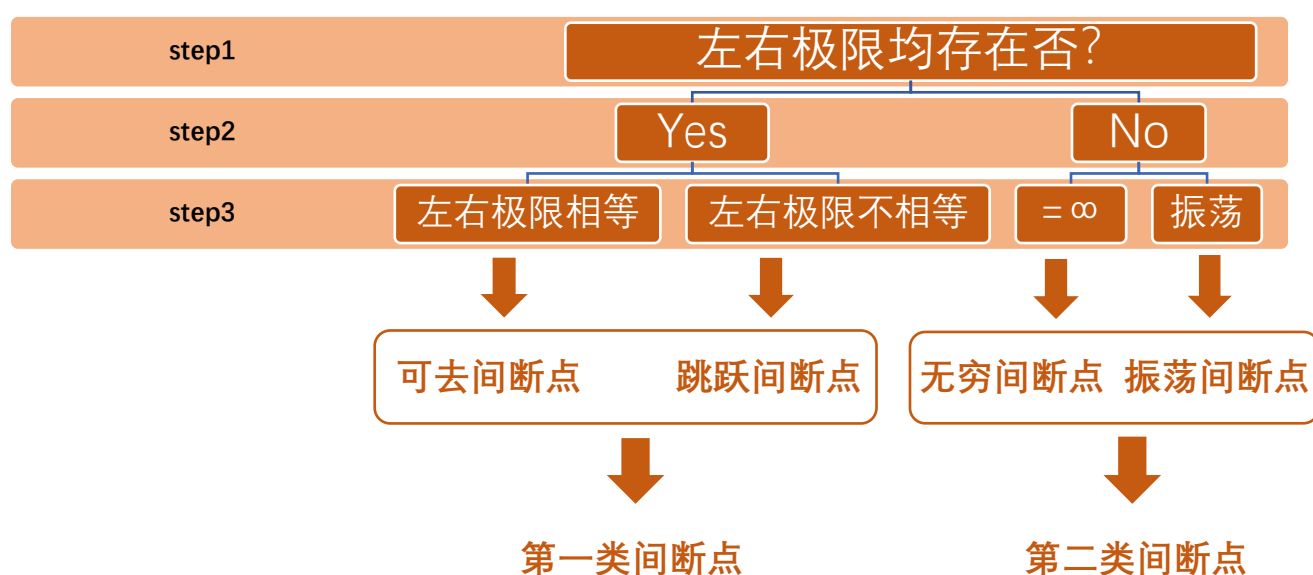 step1
左右极限均存在否?
step2
Yes
No
step3
左右极限相等
左右极限不相等
=∞
振荡
可去间断点
跳跃间断点
无穷间断点
振荡间断点
第一类间断点
第二类间断点